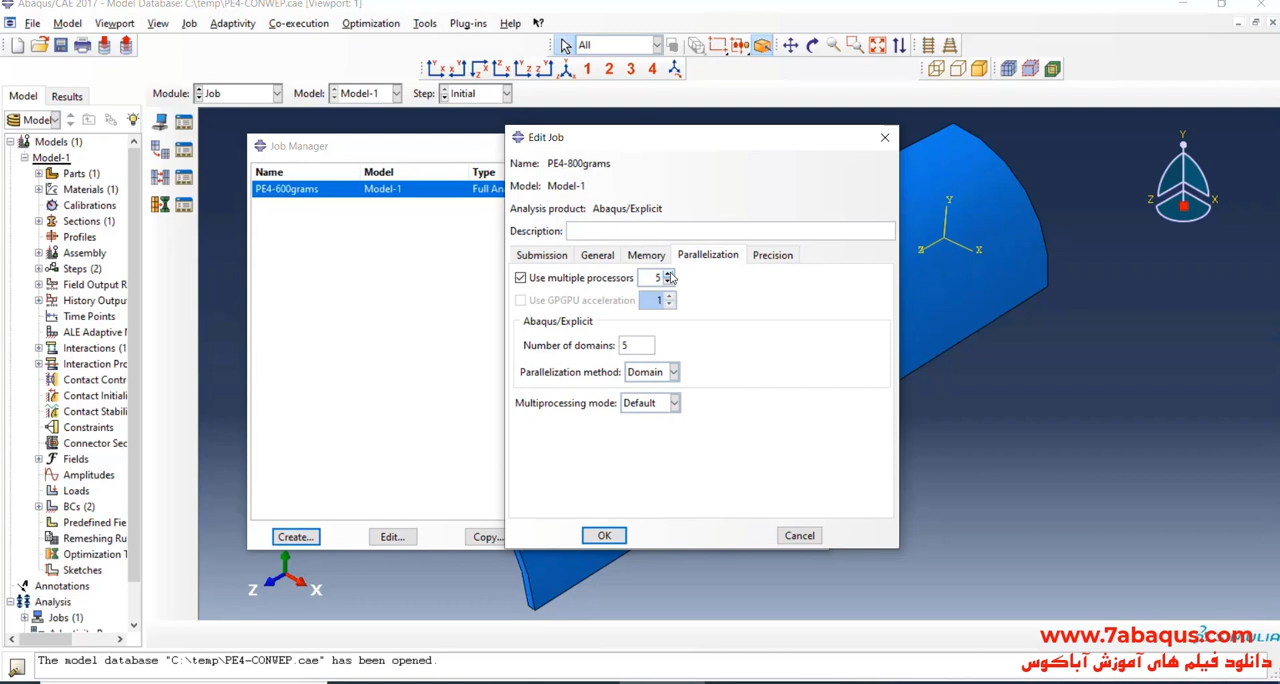 Abaqus/CAE 2017 - Model Database: C:\temp\PE4-CONWEP.cae [Viewport: 1]
File Model Viewport View Job Adaptivity Co-execution Optimization Tools Plug-ins Help
All
1 2 3 4
Model Results
Module: Job Model: Model-1 Step: Initial
Model
Models (1)
Model-1
Parts (1)
Materials (1)
Calibrations
Sections (1)
Profiles
Assembly
Steps (2)
Field Output R
History Outpu
Time Points
ALE Adaptive
Interactions (1
Interaction Pro
Contact Contr
Contact Initiali
Contact Stabili
Constraints
Connector Sec
Fields
Amplitudes
Loads
BCs (2)
Predefined Fie
Remeshing Ru
Optimization T
Sketches
Annotations
Analysis
Jobs (1)
Job Manager
Name Model Type
PE4-600grams Model-1 Full An
Create... Edit... Copy...
Edit Job
Name: PE4-800grams
Model: Model-1
Analysis product: Abaqus/Explicit
Description:
Submission General Memory Parallelization Precision
Use multiple processors 5
Use GPGPU acceleration 1
Abaqus/Explicit
Number of domains: 5
Parallelization method: Domain
Multiprocessing mode: Default
OK Cancel
Y
Z X
Y
Z X
Z X
www.7abaqus.com
دانلود فیلم های آموزش آباکوس
The model database "C:\temp\PE4-CONWEP.cae" has been opened.